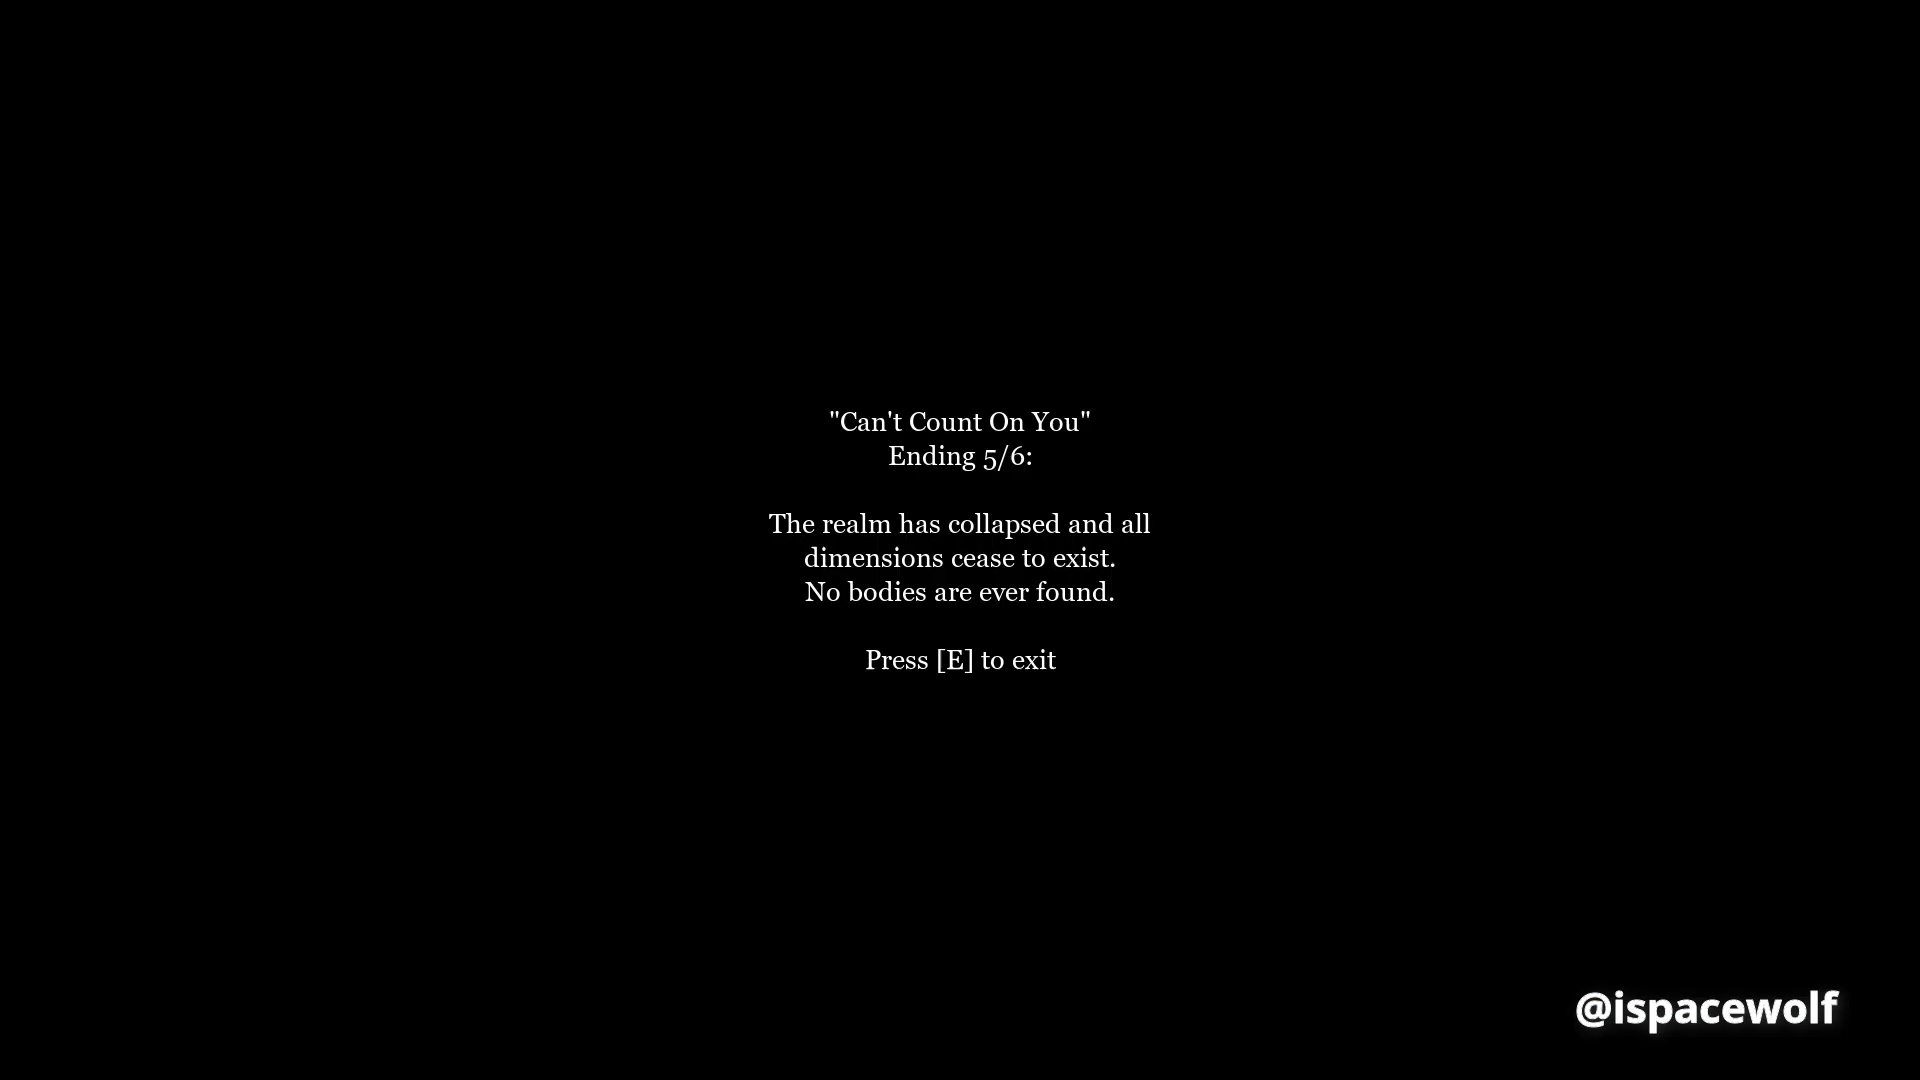 "Can't Count On You"
Ending 5/6:
The realm has collapsed and all
dimensions cease to exist.
No bodies are ever found.
Press [E] to exit
@ispacewolf